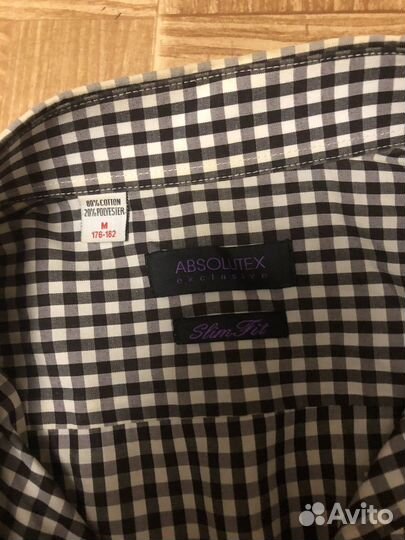 80%COTTON
20%POLYESTER
M
176-182
ABSOLUTEX
exclusive
Slim Fit
Avito